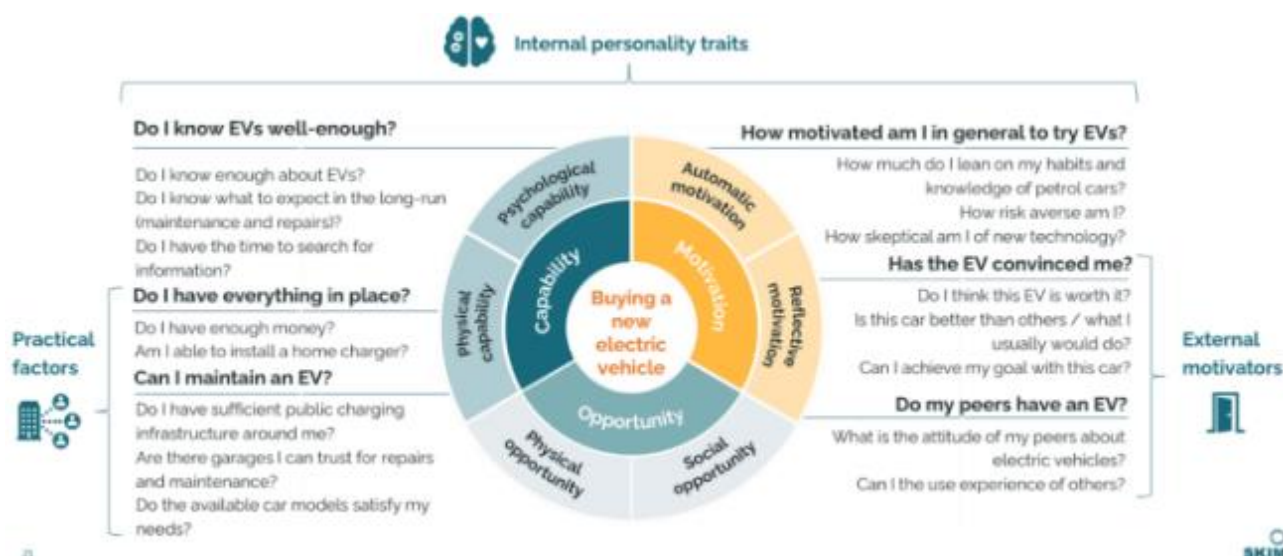 Internal personality traits
Do I know EVs well-enough?
Do I know enough about EVs?
Do I know what to expect in the long-run
(maintenance and repairs)?
Do I have the time to search for
information?
Do I have everything in place?
Do I have enough money?
Am I able to install a home charger?
Can I maintain an EV?
Do I have sufficient public charging
infrastructure around me?
Are there garages I can trust for repairs
and maintenance?
Do the available car models satisfy my
needs?
Practical
factors
Psychological
capability
Physical
capability
Capability
Automatic
motivation
Reflective
motivation
Motivation
Buying a
new
electric
vehicle
Opportunity
Physical
opportunity
Social
opportunity
How motivated am I in general to try EVs?
How much do I lean on my habits and
knowledge of petrol cars?
How risk averse am I?
How skeptical am I of new technology?
Has the EV convinced me?
Do I think this EV is worth it?
Is this car better than others / what I
usually would do?
Can I achieve my goal with this car?
Do my peers have an EV?
What is the attitude of my peers about
electric vehicles?
Can I the use experience of others?
External
motivators